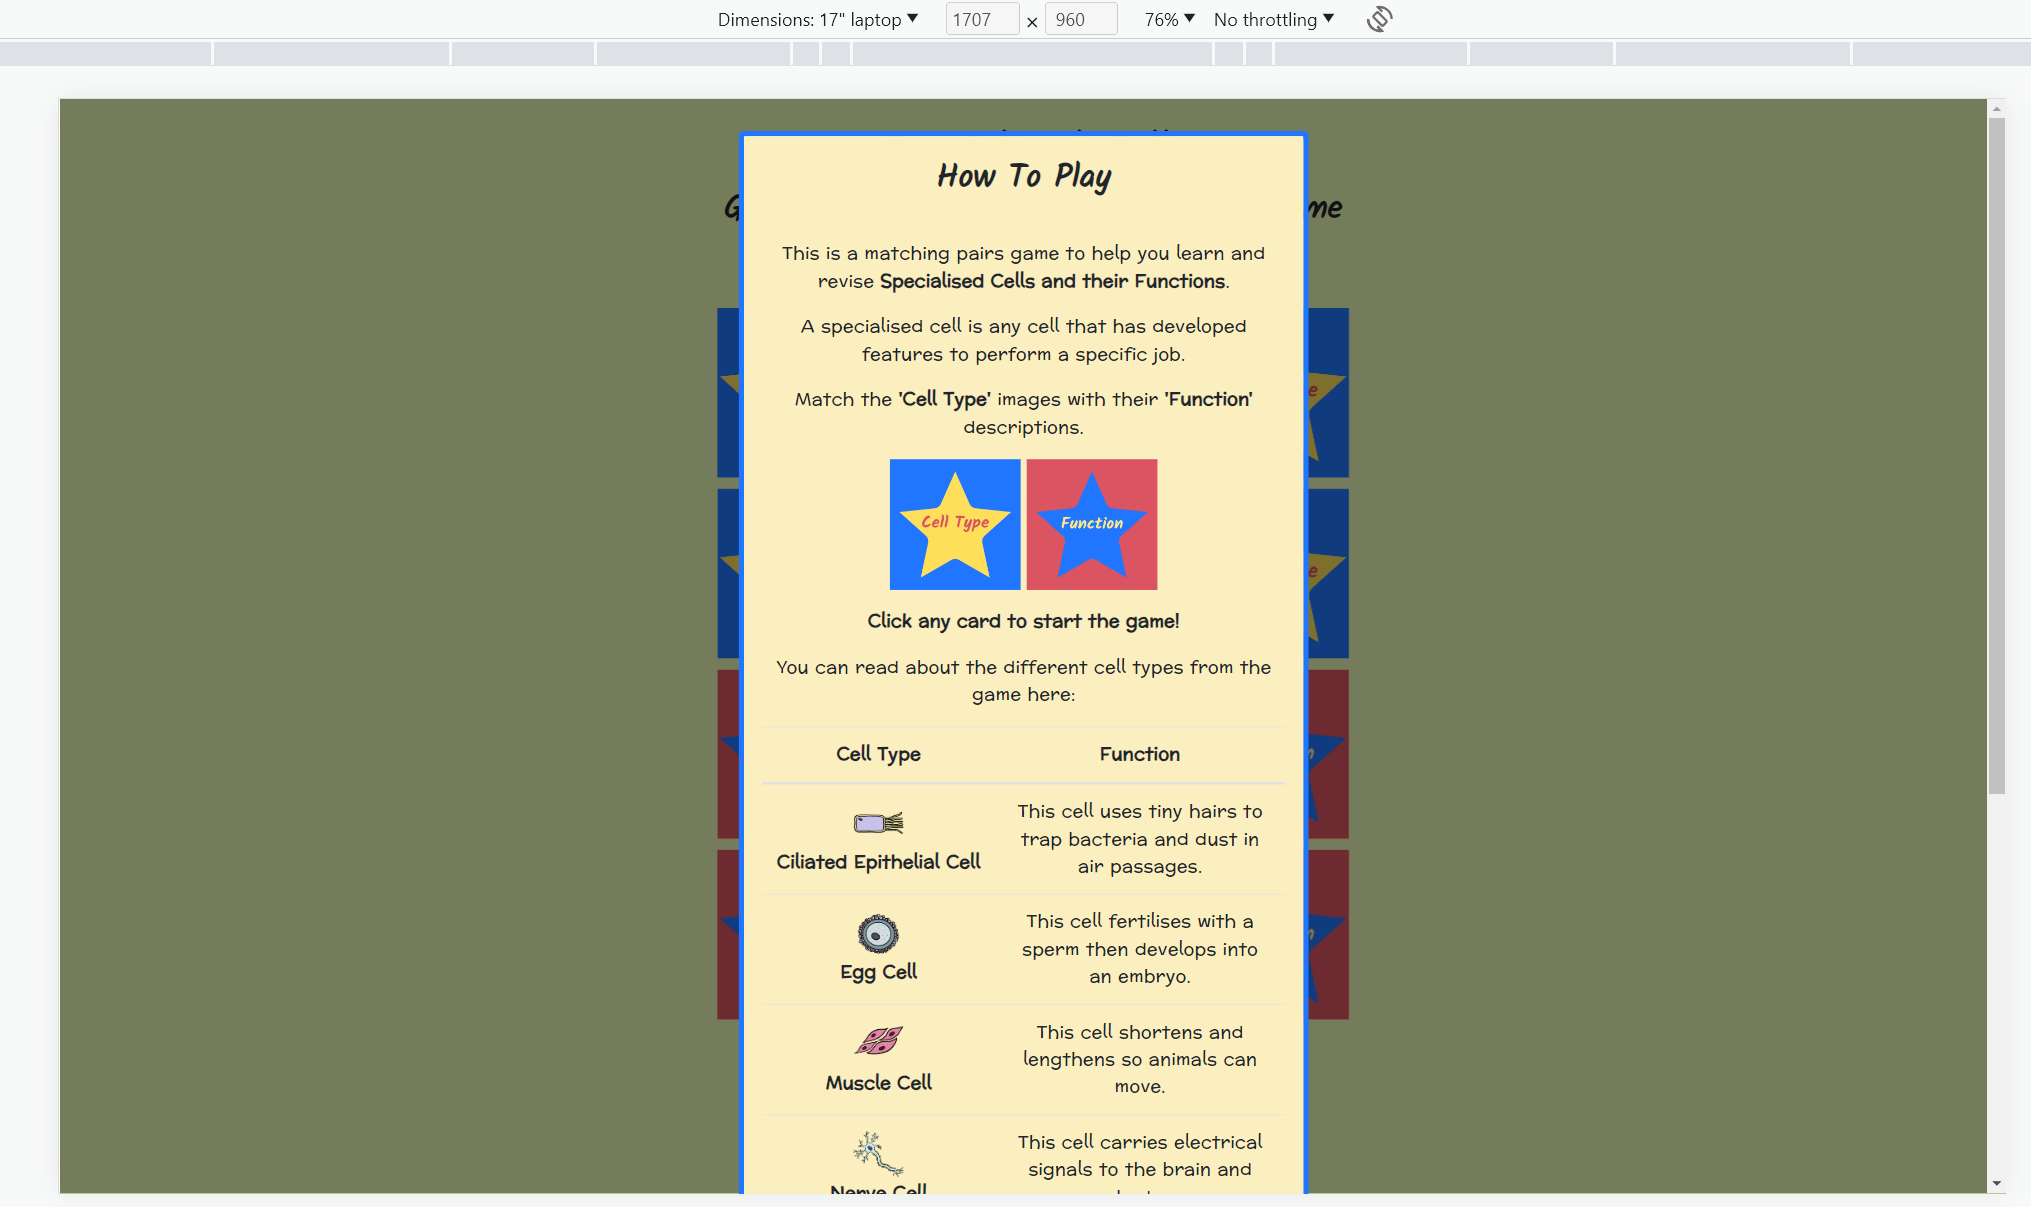 Dimensions: 17" laptop ▼ 1707 × 960 76% ▼ No throttling ▼
How To Play
me
This is a matching pairs game to help you learn and
revise Specialised Cells and their Functions.
A specialised cell is any cell that has developed
features to perform a specific job.
Match the 'Cell Type' images with their 'Function'
descriptions.
Cell Type Function
Click any card to start the game!
You can read about the different cell types from the
game here:
Cell Type Function
This cell uses tiny hairs to
trap bacteria and dust in
air passages.
Ciliated Epithelial Cell
This cell fertilises with a
sperm then develops into
an embryo.
Egg Cell
This cell shortens and
lengthens so animals can
move.
Muscle Cell
This cell carries electrical
signals to the brain and
Nerve Cell